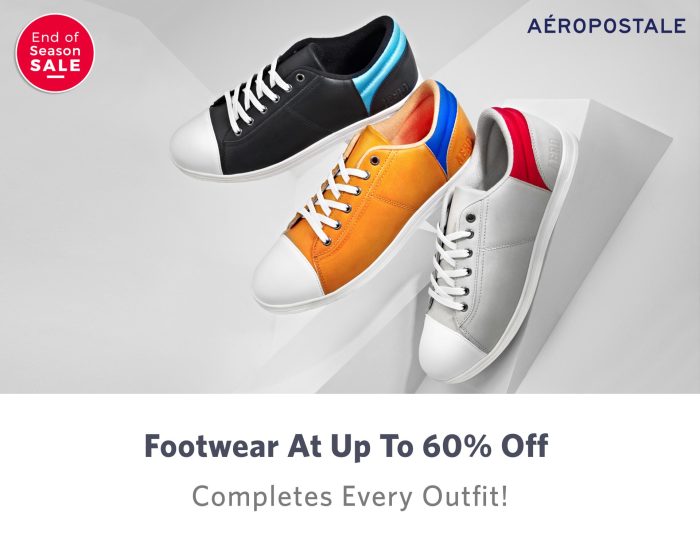 End of
Season
SALE
AÉROPOSTALE
Footwear At Up To 60% Off
Completes Every Outfit!